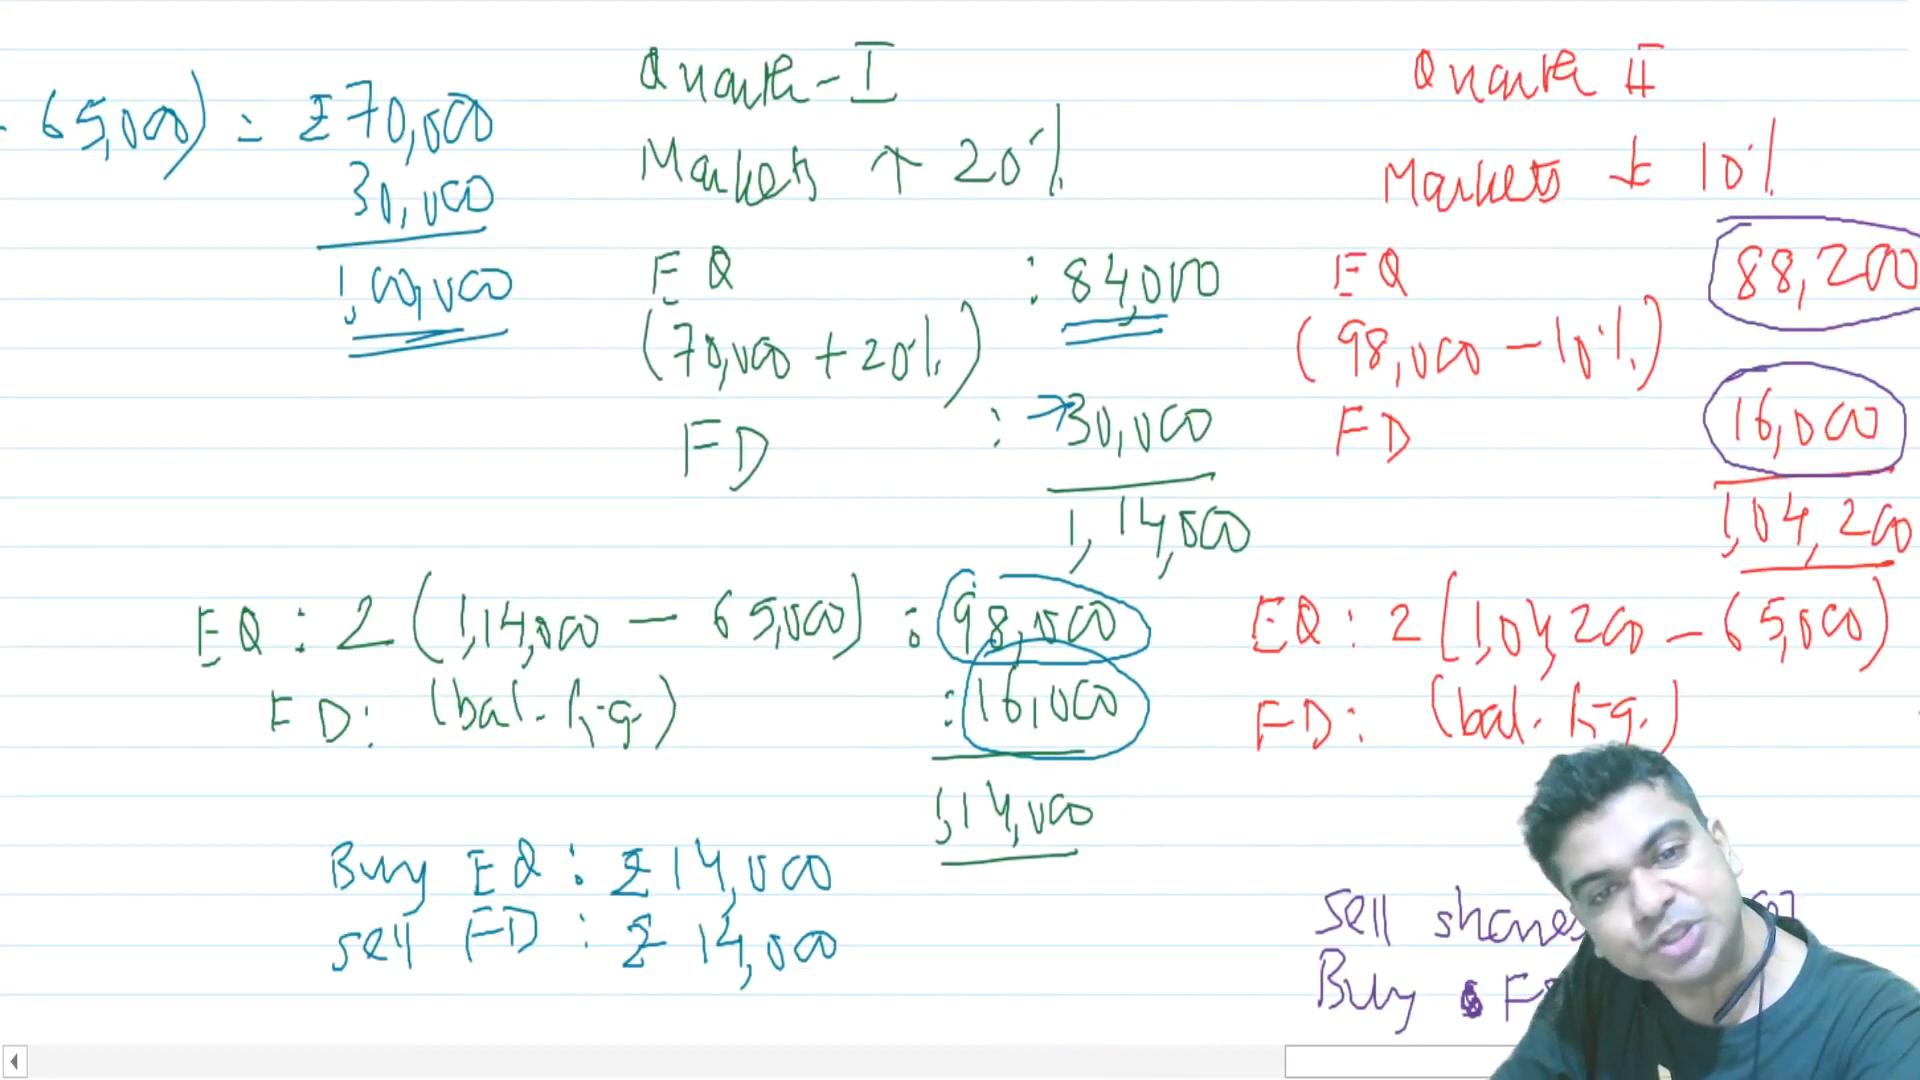 65,000) = ₹70,000
30,000
1,00,000
Quarter - I
Markets ↑ 20%
EQ : 84,000
(70,000 + 20%)
FD : → 30,000
1,14,000
EQ : 2 (1,14,000 - 65,000) : 98,000
FD : (bal. fig.) : 16,000
1,14,000
Buy EQ : ₹14,000
Sell FD : ₹14,000
Quarter II
Markets ↓ 10%
EQ 88,200
(98,000 - 10%)
FD 16,000
1,04,200
EQ : 2 (1,04,200 - 65,000)
FD : (bal. fig.)
Sell shares
Buy